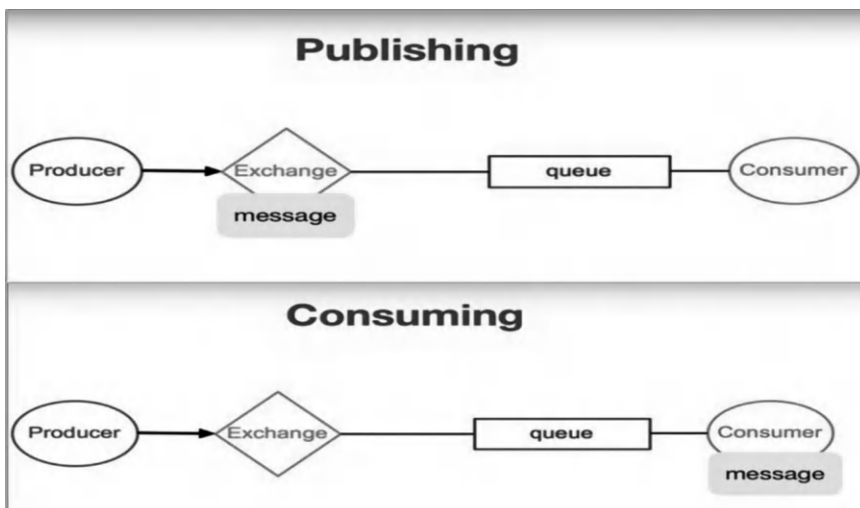 Publishing
Producer Exchange queue Consumer
message
Consuming
Producer Exchange queue Consumer
message